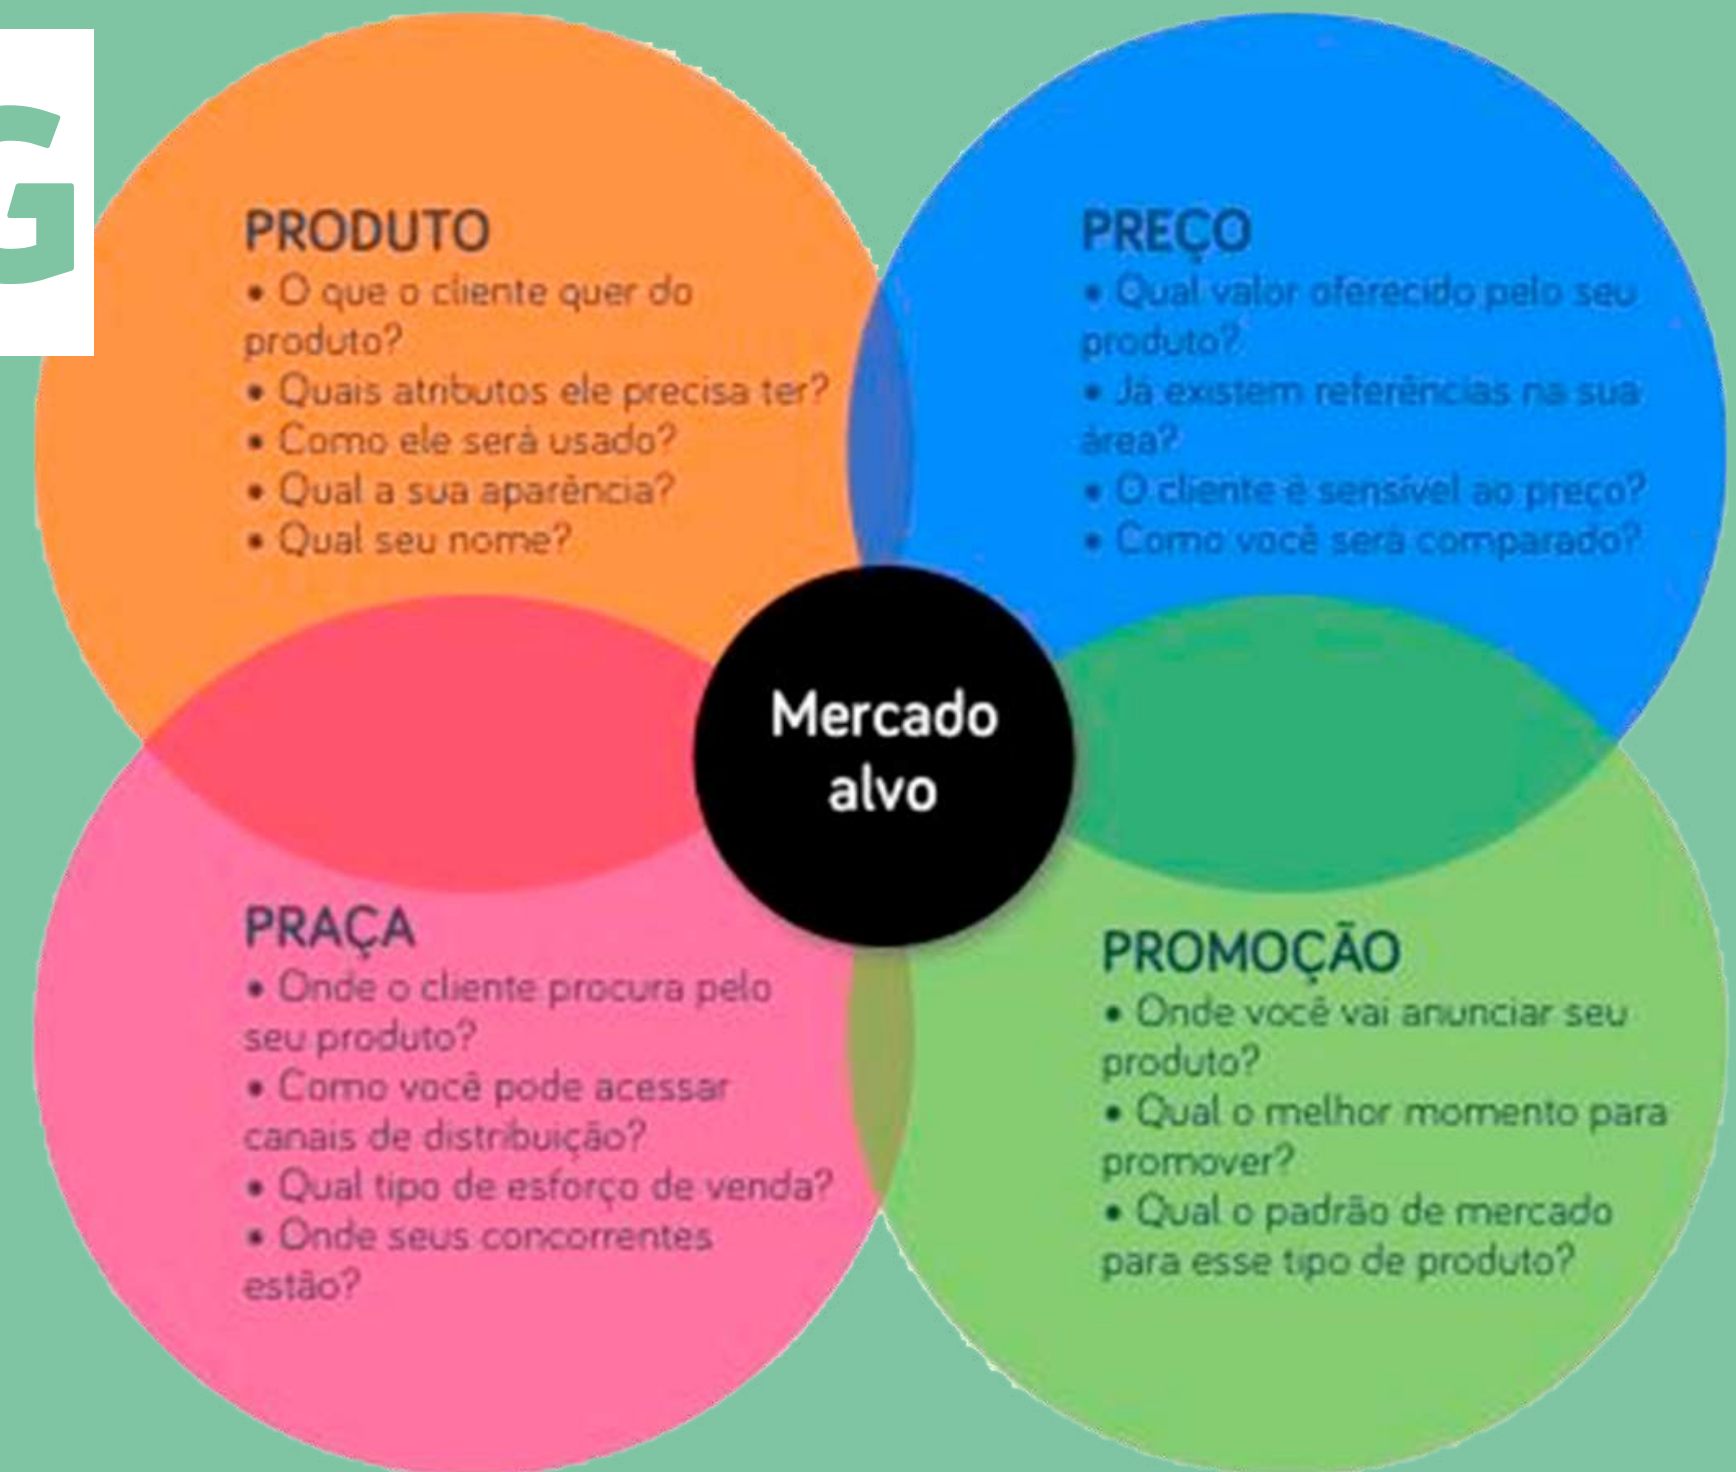 G
PRODUTO
• O que o cliente quer do
produto?
• Quais atributos ele precisa ter?
• Como ele será usado?
• Qual a sua aparência?
• Qual seu nome?
PREÇO
• Qual valor oferecido pelo seu
produto?
• Já existem referências na sua
área?
• O cliente é sensível ao preço?
• Como você será comparado?
Mercado
alvo
PRAÇA
• Onde o cliente procura pelo
seu produto?
• Como você pode acessar
canais de distribuição?
• Qual tipo de esforço de venda?
• Onde seus concorrentes
estão?
PROMOÇÃO
• Onde você vai anunciar seu
produto?
• Qual o melhor momento para
promover?
• Qual o padrão de mercado
para esse tipo de produto?